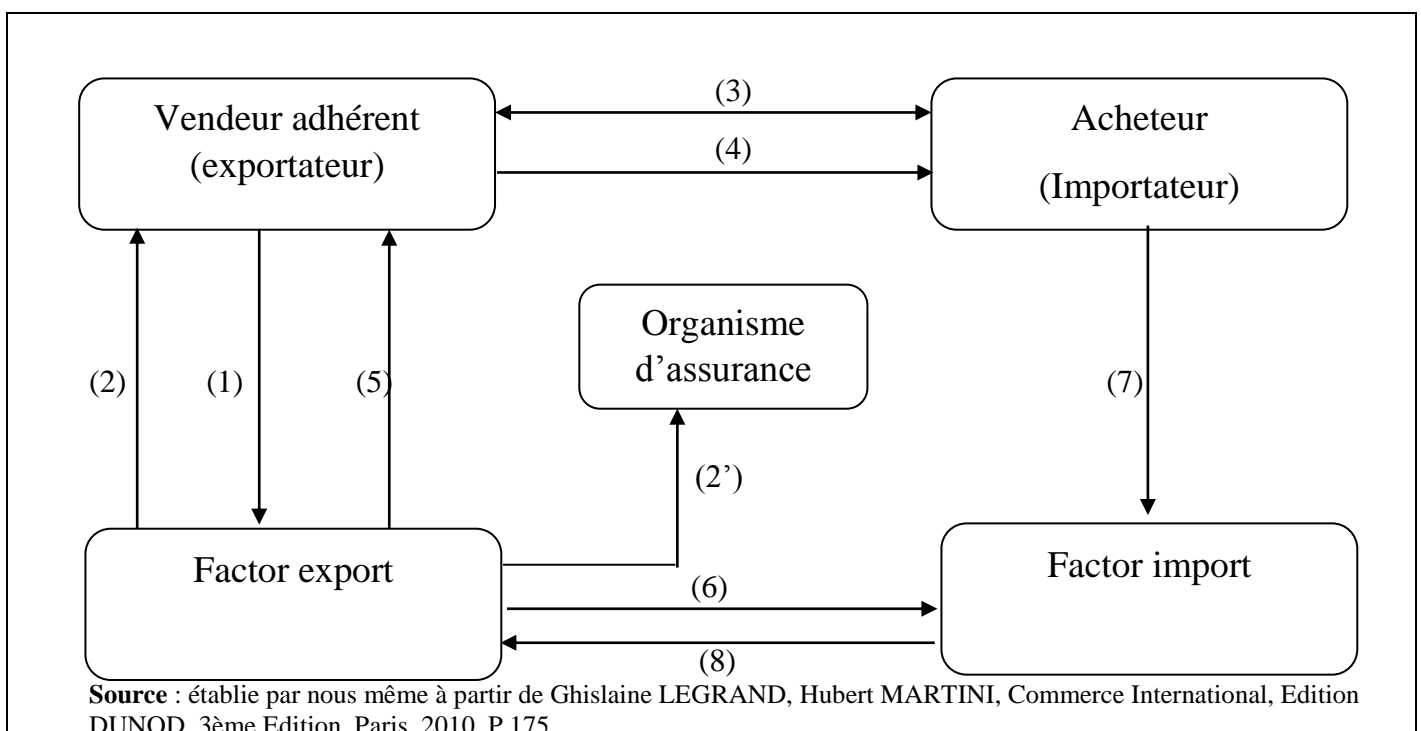 (3)
Vendeur adhérent
(exportateur)
Acheteur
(Importateur)
(4)
Organisme
d’assurance
(2)
(1)
(5)
(7)
(2’)
Factor export
Factor import
(6)
(8)
Source : établie par nous même à partir de Ghislaine LEGRAND, Hubert MARTINI, Commerce International, Edition
DUNOD, 3ème Edition, Paris, 2010, P 175